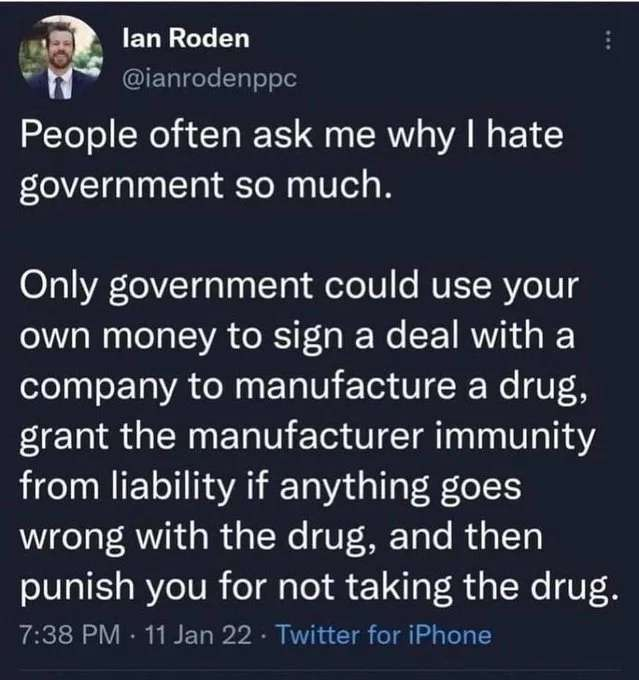 Ian Roden
@ianrodenppc
People often ask me why I hate
government so much.
Only government could use your
own money to sign a deal with a
company to manufacture a drug,
grant the manufacturer immunity
from liability if anything goes
wrong with the drug, and then
punish you for not taking the drug.
7:38 PM · 11 Jan 22 · Twitter for iPhone